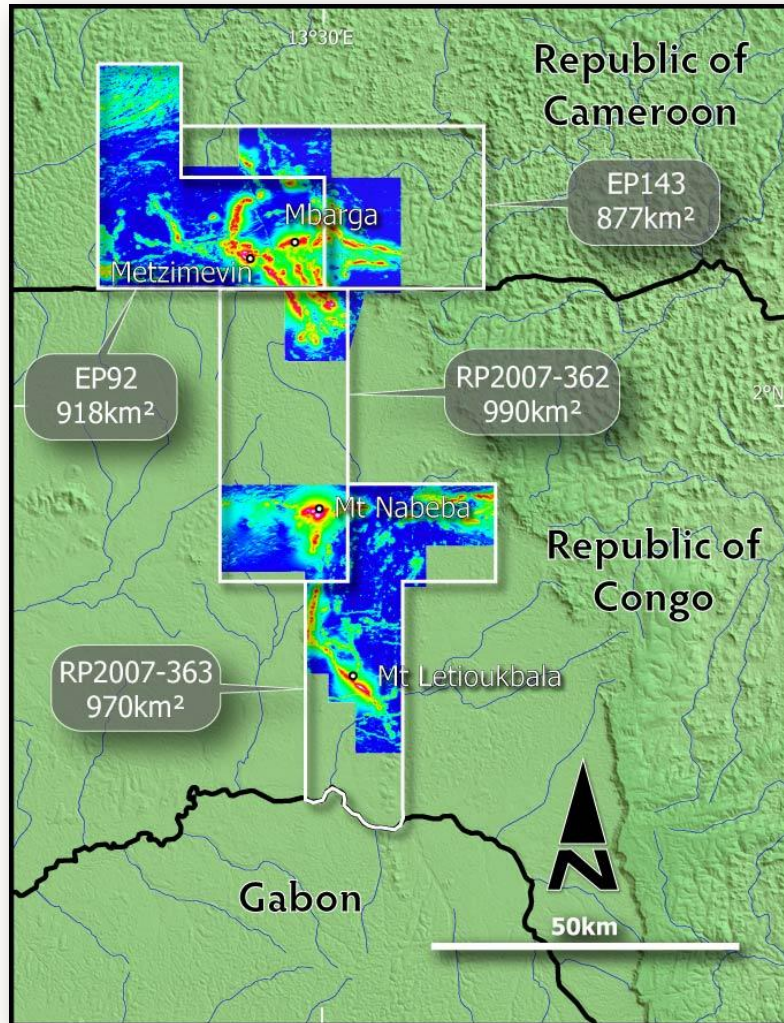 13°30'E
Republic of
Cameroon
EP143
877km²
Mbarga
Metzimevin
EP92
918km²
RP2007-362
990km²
2°N
Mt Nabeba
Republic of
Congo
RP2007-363
970km²
Mt Letioukbala
N
Gabon
50km